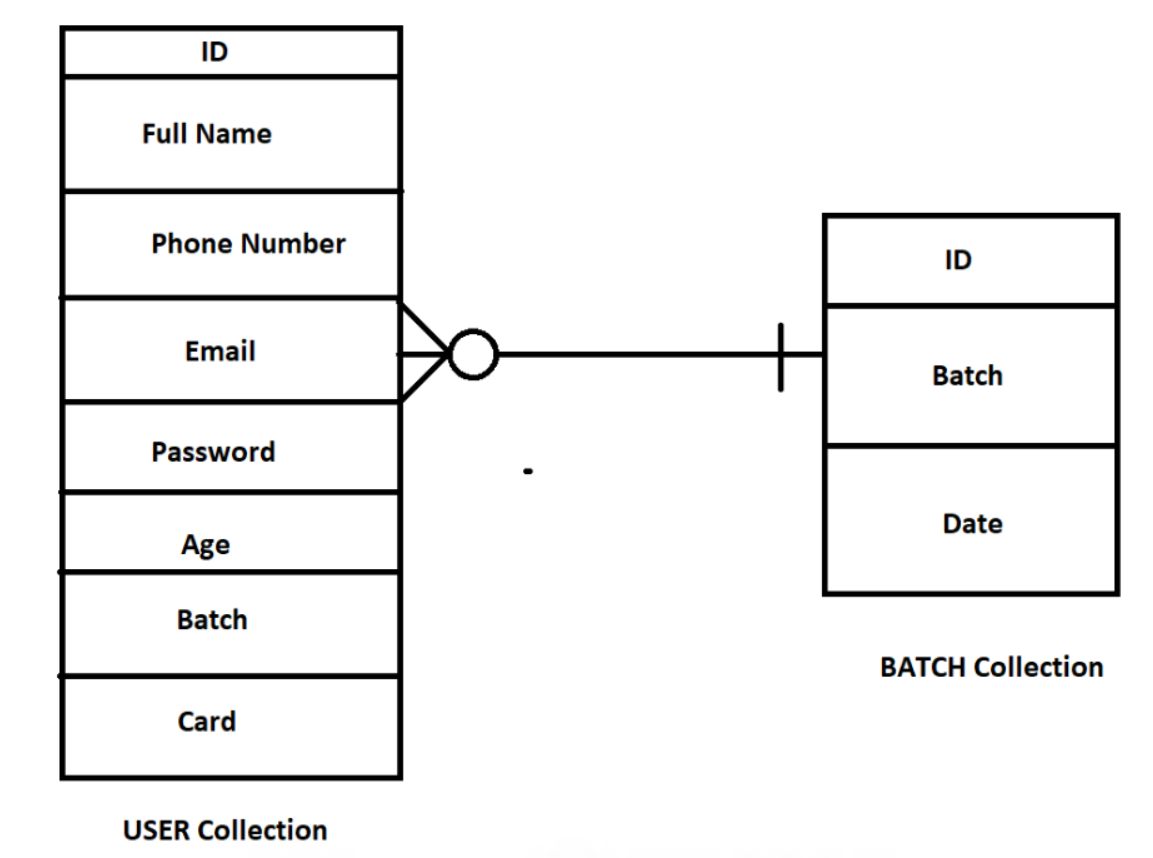 ID
Full Name
Phone Number
Email
Password
Age
Batch
Card
USER Collection
ID
Batch
Date
BATCH Collection